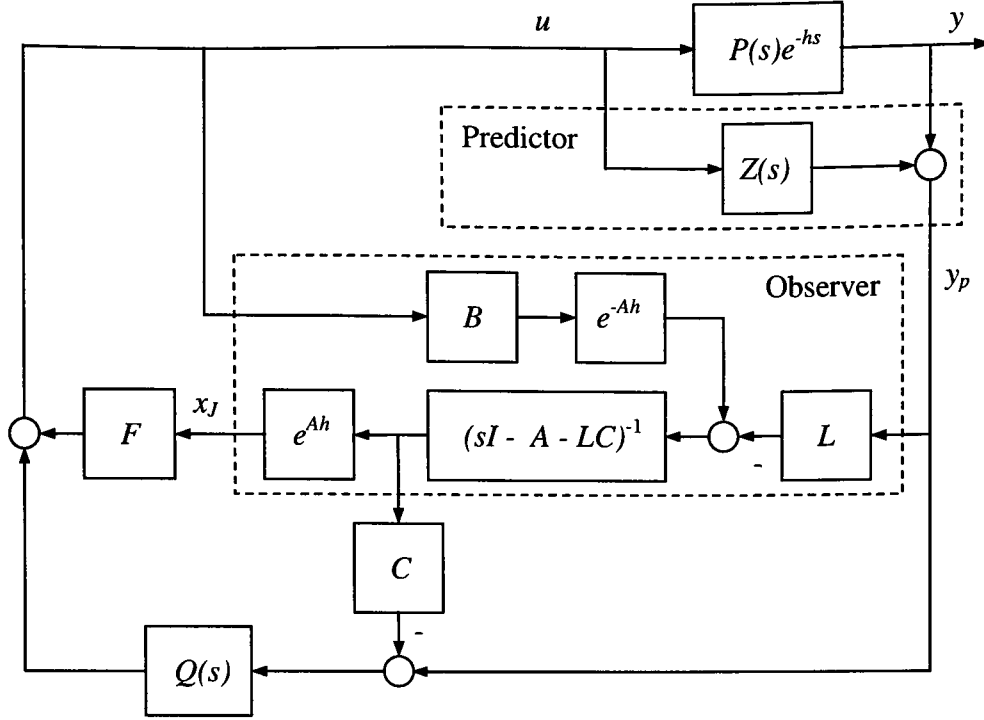 u
y
P(s)e^{-hs}
Predictor
Z(s)
y_p
Observer
B
e^{-Ah}
x_J
F
e^{Ah}
(sI - A - LC)^{-1}
L
-
C
-
Q(s)